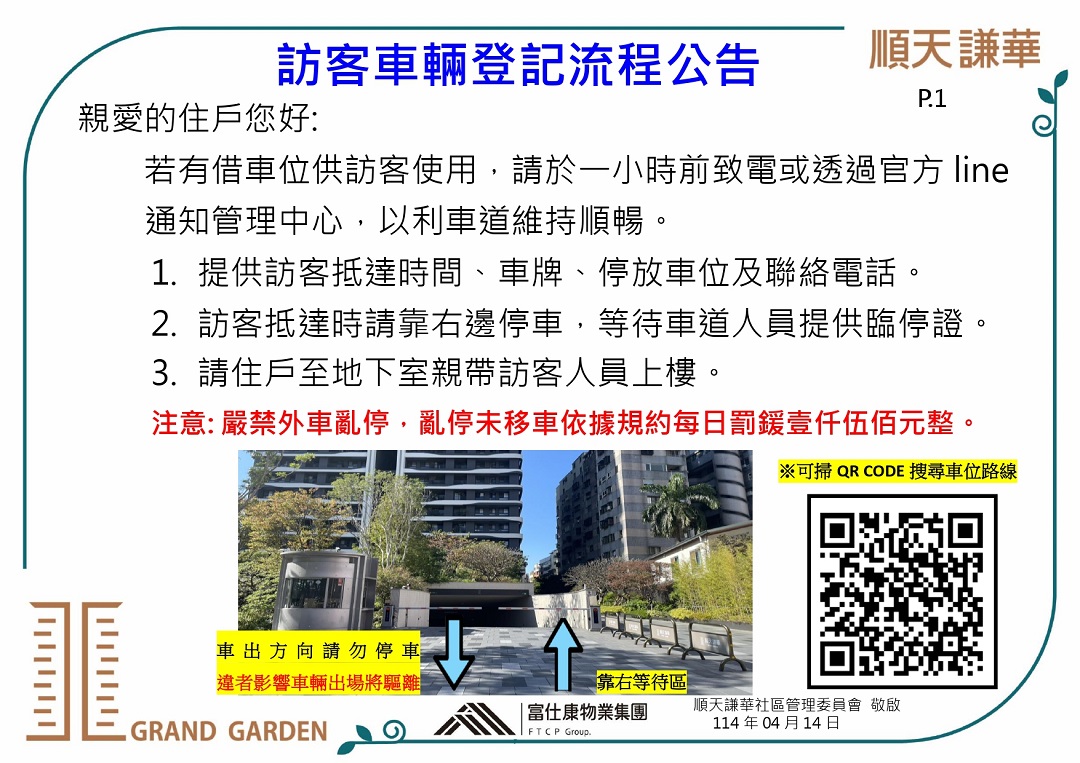 訪客車輛登記流程公告
順天謙華
P.1
親愛的住戶您好:
若有借車位供訪客使用，請於一小時前致電或透過官方 line
通知管理中心，以利車道維持順暢。
1. 提供訪客抵達時間、車牌、停放車位及聯絡電話。
2. 訪客抵達時請靠右邊停車，等待車道人員提供臨停證。
3. 請住戶至地下室親帶訪客人員上樓。
注意: 嚴禁外車亂停，亂停未移車依據規約每日罰鍰壹仟伍佰元整。
※可掃 QR CODE 搜尋車位路線
車出方向請勿停車
違者影響車輛出場將驅離
靠右等待區
GRAND GARDEN
富仕康物業集團
FTCP Group.
順天謙華社區管理委員會 敬啟
114 年 04 月 14 日